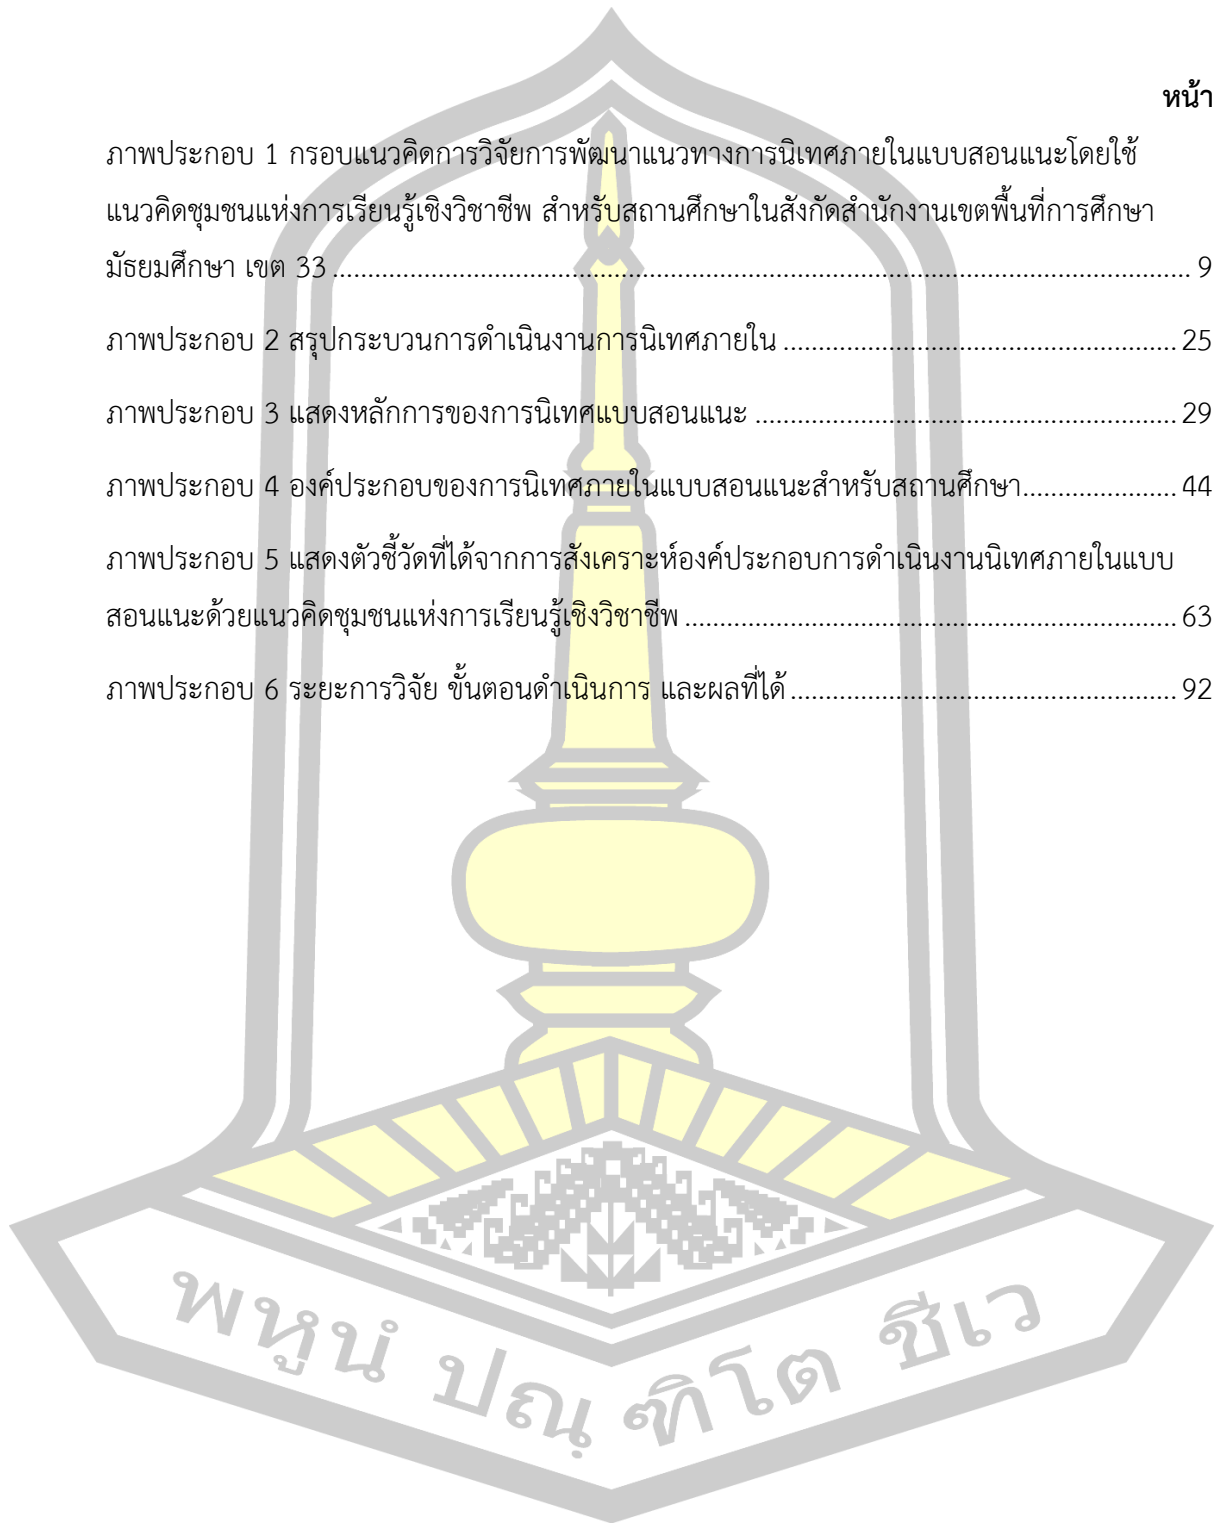 หน้า
ภาพประกอบ 1 กรอบแนวคิดการวิจัยการพัฒนาแนวทางการนิเทศภายในแบบสอนแนะโดยใช้
แนวคิดชุมชนแห่งการเรียนรู้เชิงวิชาชีพ สำหรับสถานศึกษาในสังกัดสำนักงานเขตพื้นที่การศึกษา
มัธยมศึกษา เขต 33 ........................................................................................................................ 9
ภาพประกอบ 2 สรุปกระบวนการดำเนินงานการนิเทศภายใน ....................................................... 25
ภาพประกอบ 3 แสดงหลักการของการนิเทศแบบสอนแนะ ........................................................... 29
ภาพประกอบ 4 องค์ประกอบของการนิเทศภายในแบบสอนแนะสำหรับสถานศึกษา...................... 44
ภาพประกอบ 5 แสดงตัวชี้วัดที่ได้จากการสังเคราะห์องค์ประกอบการดำเนินงานนิเทศภายในแบบ
สอนแนะด้วยแนวคิดชุมชนแห่งการเรียนรู้เชิงวิชาชีพ ..................................................................... 63
ภาพประกอบ 6 ระยะการวิจัย ขั้นตอนดำเนินการ และผลที่ได้ ...................................................... 92
พหูนํ ปณฺฑิโต ชีเว